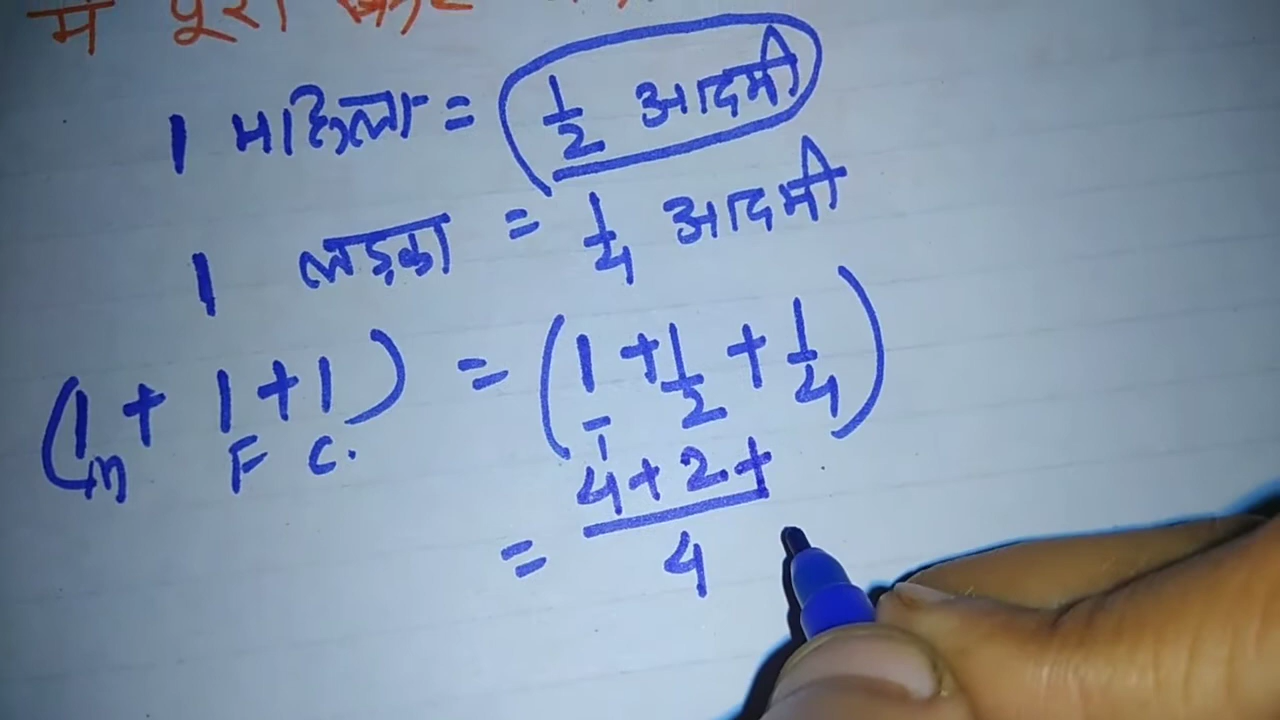 में पूरा
1 महिला = 1/2 आदमी
1 लड़का = 1/4 आदमी
(1m + 1F + 1C.) = (1/1 + 1/2 + 1/4)
= 4+2+/4